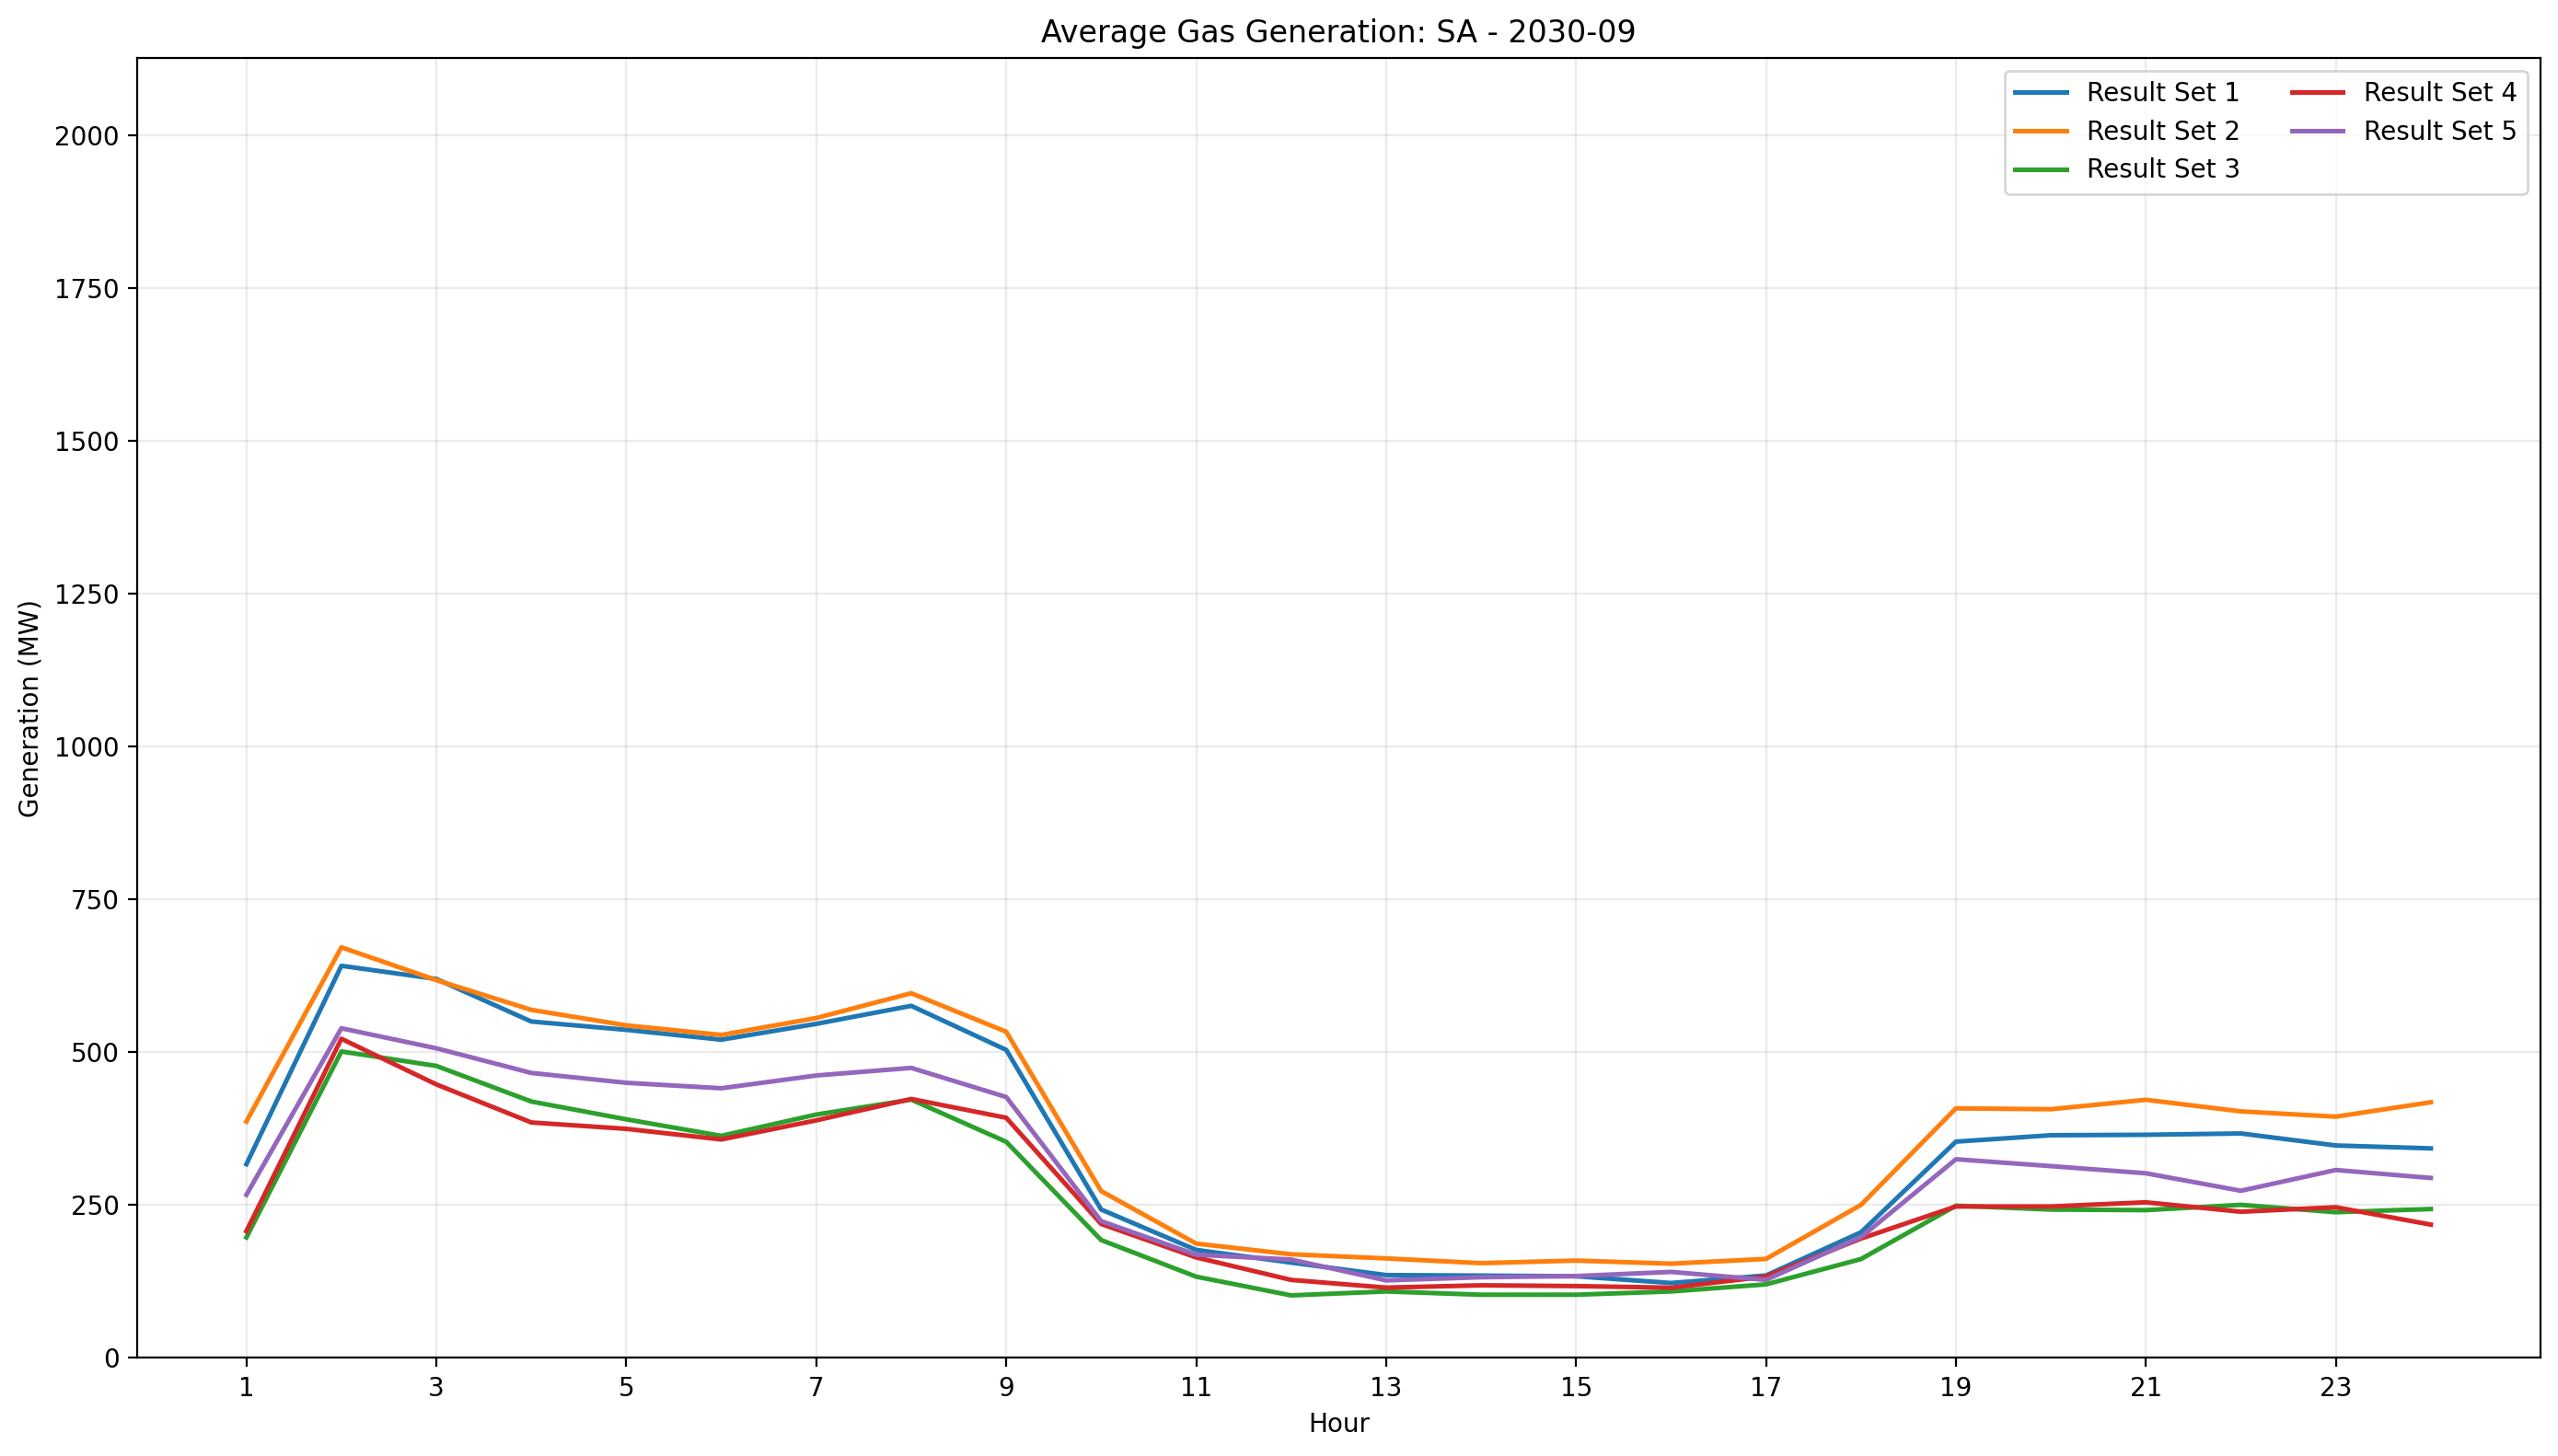 Average Gas Generation: SA - 2030-09
Result Set 1
Result Set 2
Result Set 3
Result Set 4
Result Set 5
Generation (MW)
2000
1750
1500
1250
1000
750
500
250
0
1 3 5 7 9 11 13 15 17 19 21 23
Hour